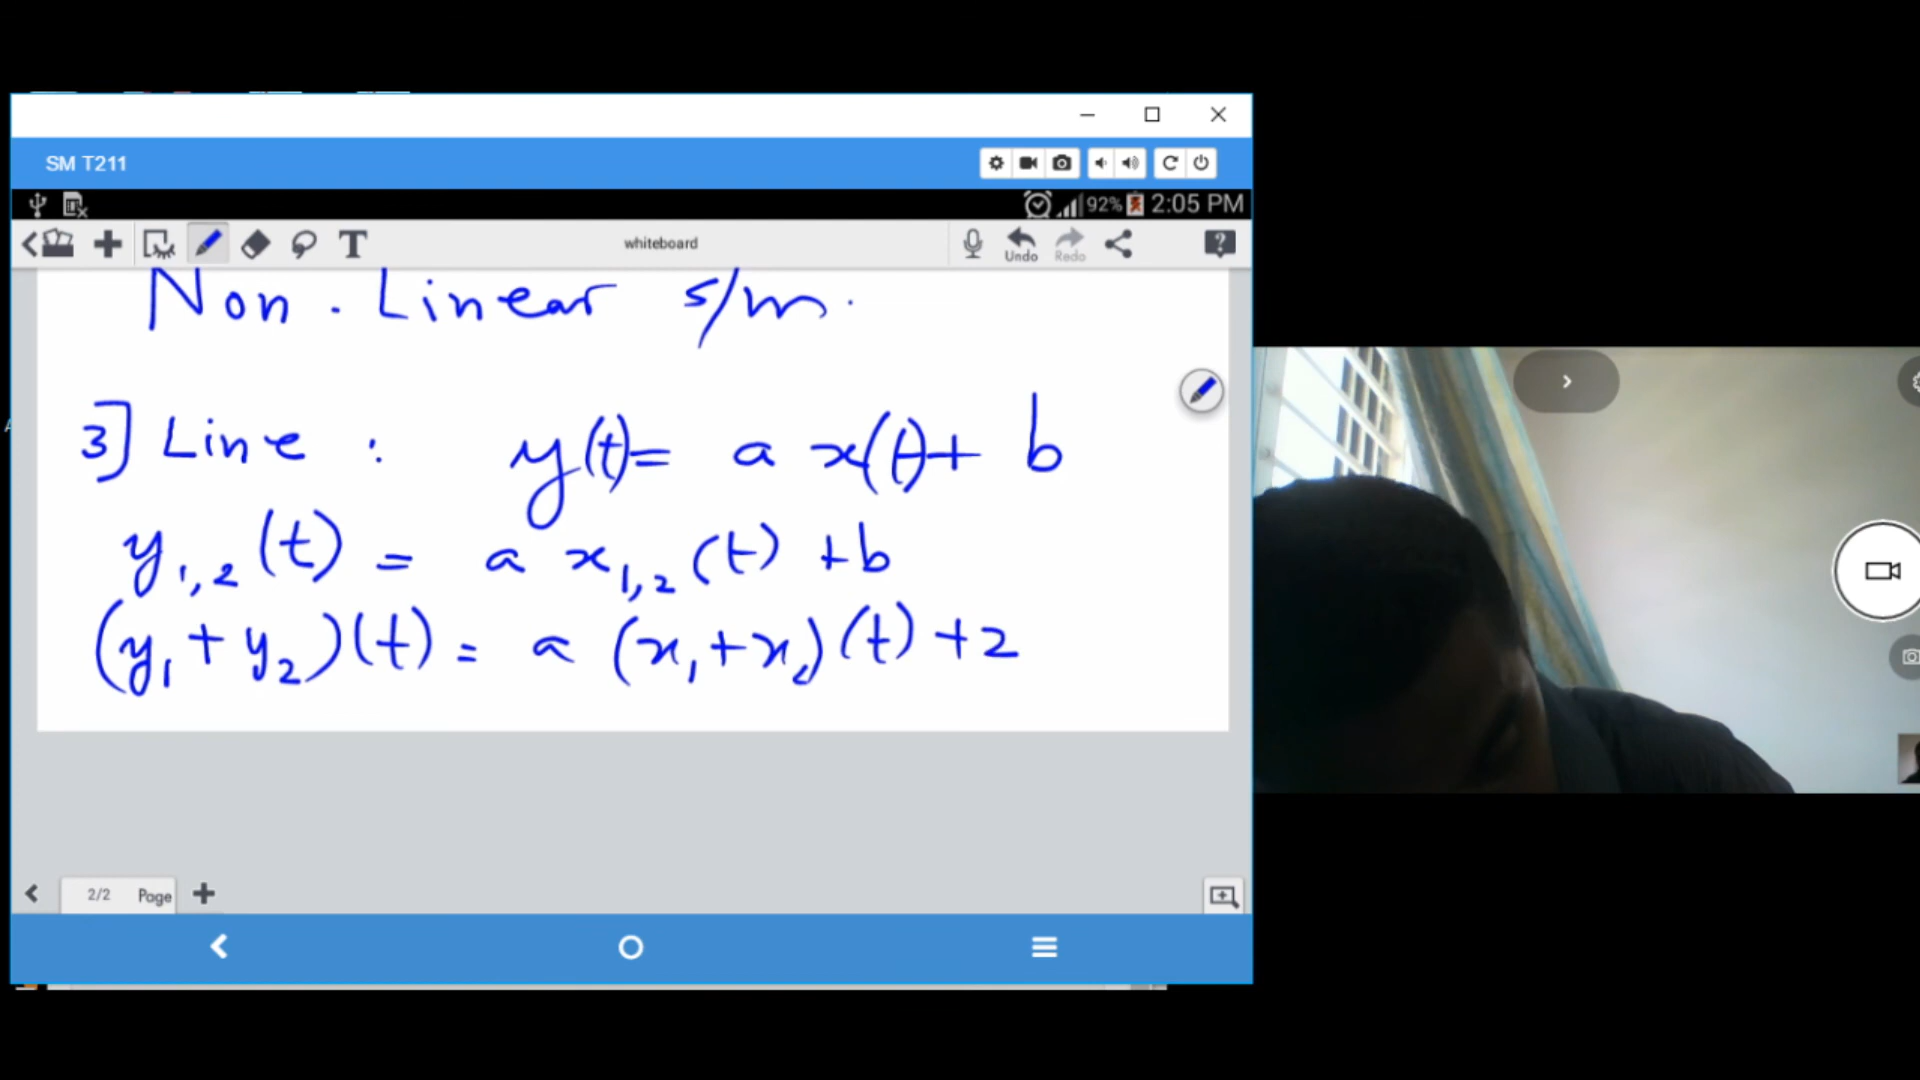 SM T211
92% 2:05 PM
whiteboard
Undo
Redo
Non-Linear s/m.
3] Line : y(t)= a x(t)+ b
y1,2 (t) = a x1,2 (t) +b
(y1+y2)(t) = a (x1+x2)(t) +2
2/2 Page